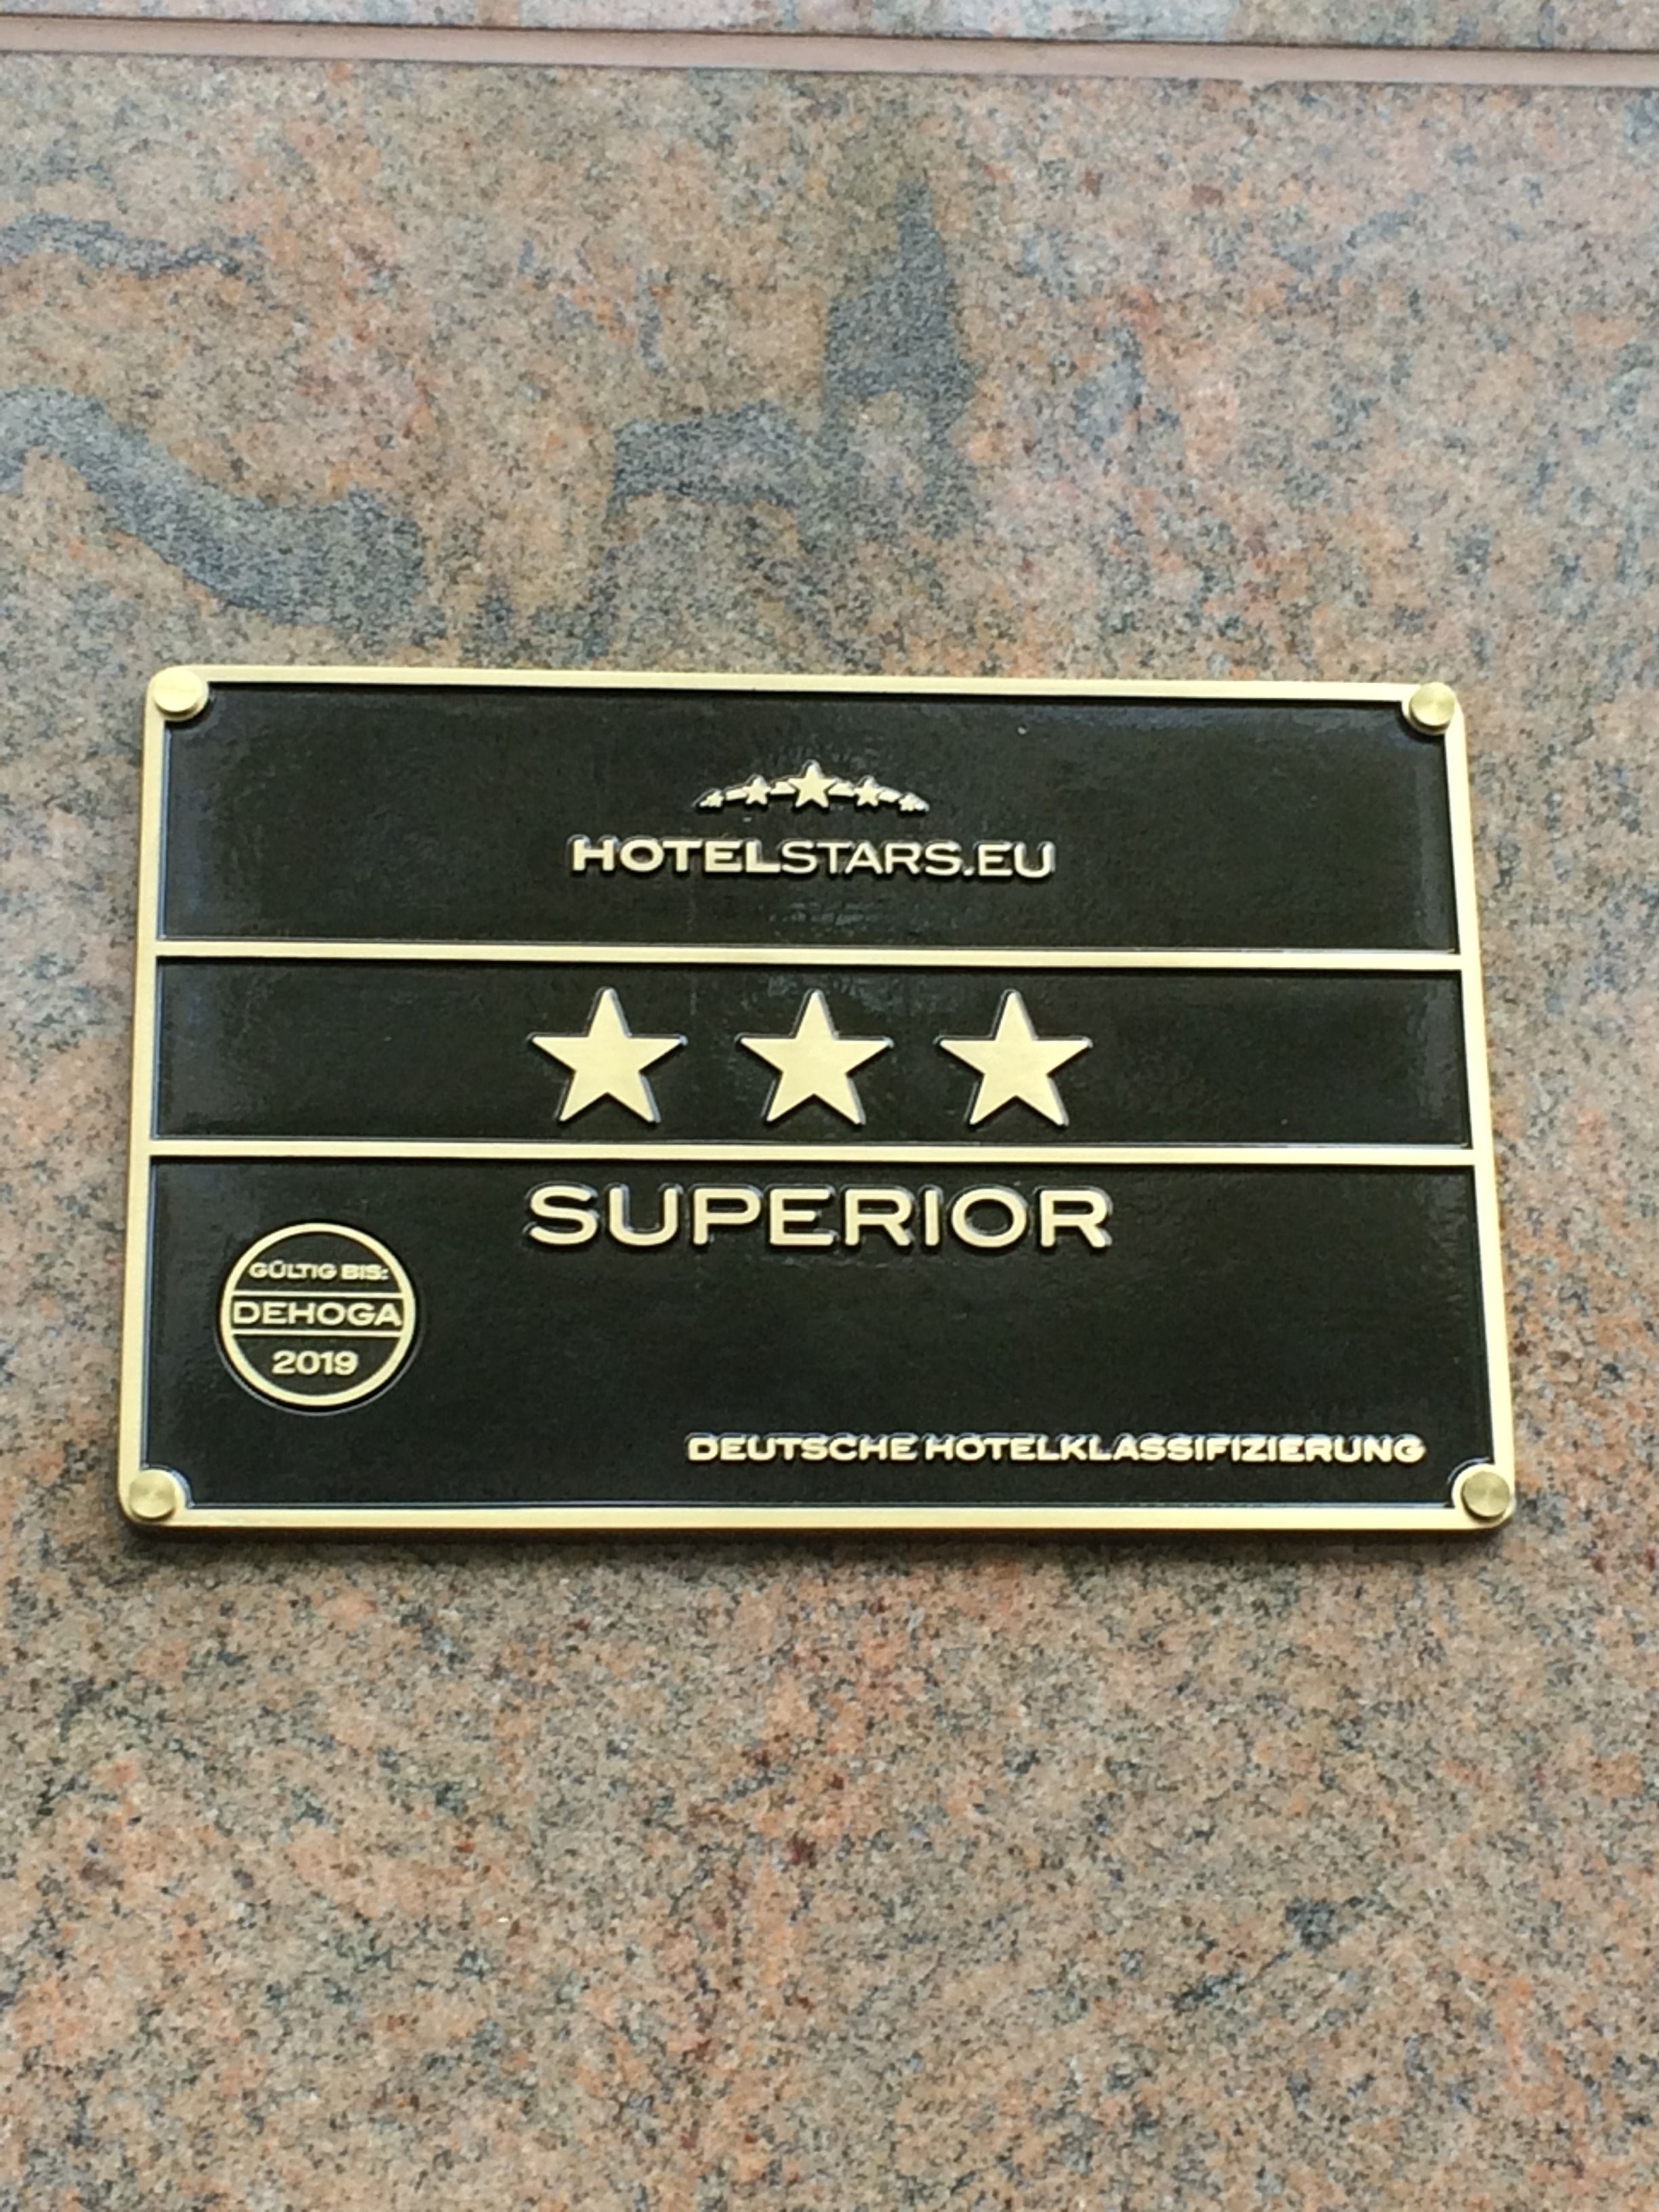 HOTELSTARS.EU
SUPERIOR
GÜLTIG BIS:
DEHOGA
2019
DEUTSCHE HOTELKLASSIFIZIERUNG